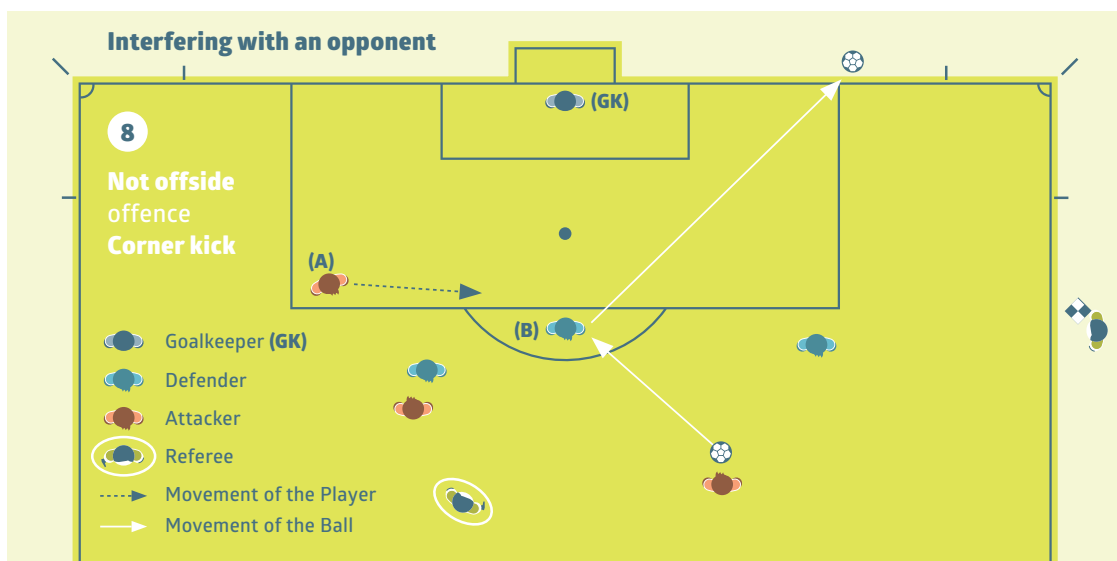 Interfering with an opponent
(GK)
8
Not offside
offence
Corner kick
(A)
(B)
Goalkeeper (GK)
Defender
Attacker
Referee
Movement of the Player
Movement of the Ball